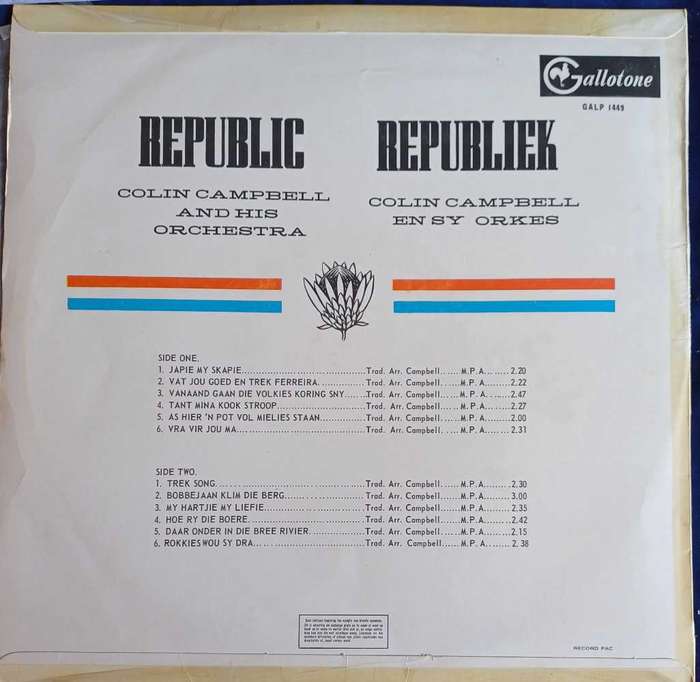 Gallotone
GALP 1449
REPUBLIC
COLIN CAMPBELL
AND HIS
ORCHESTRA
REPUBLIEK
COLIN CAMPBELL
EN SY ORKES
SIDE ONE.
1. JAPIE MY SKAPIE Trad. Arr. Campbell M.P.A. 2.20
2. VAT JOU GOED EN TREK FERREIRA. Trad. Arr. Campbell M.P.A. 2.22
3. VANAAND GAAN DIE VOLKIES KORING SNY Trad. Arr. Campbell M.P.A. 2.47
4. TANT MINA KOOK STROOP Trad. Arr. Campbell M.P.A. 2.27
5. AS HIER 'N POT VOL MIELIES STAAN Trad. Arr. Campbell. M.P.A. 2.00
6. VRA VIR JOU MA Trad. Arr. Campbell. M.P.A. 2.31
SIDE TWO.
1. TREK SONG. Trad. Arr. Campbell. M.P.A. 2.30
2. BOBBEJAAN KLIM DIE BERG Trad. Arr. Campbell. M.P.A. 3.00
3. MY HARTJIE MY LIEFIE Trad. Arr. Campbell. M.P.A. 2.35
4. HOE RY DIE BOERE. Trad. Arr. Campbell. M.P.A. 2.42
5. DAAR ONDER IN DIE BREE RIVIER. Trad. Arr. Campbell. M.P.A. 2.15
6. ROKKIES WOU SY DRA Trad. Arr. Campbell. M.P.A. 2.38
RECORD PAC